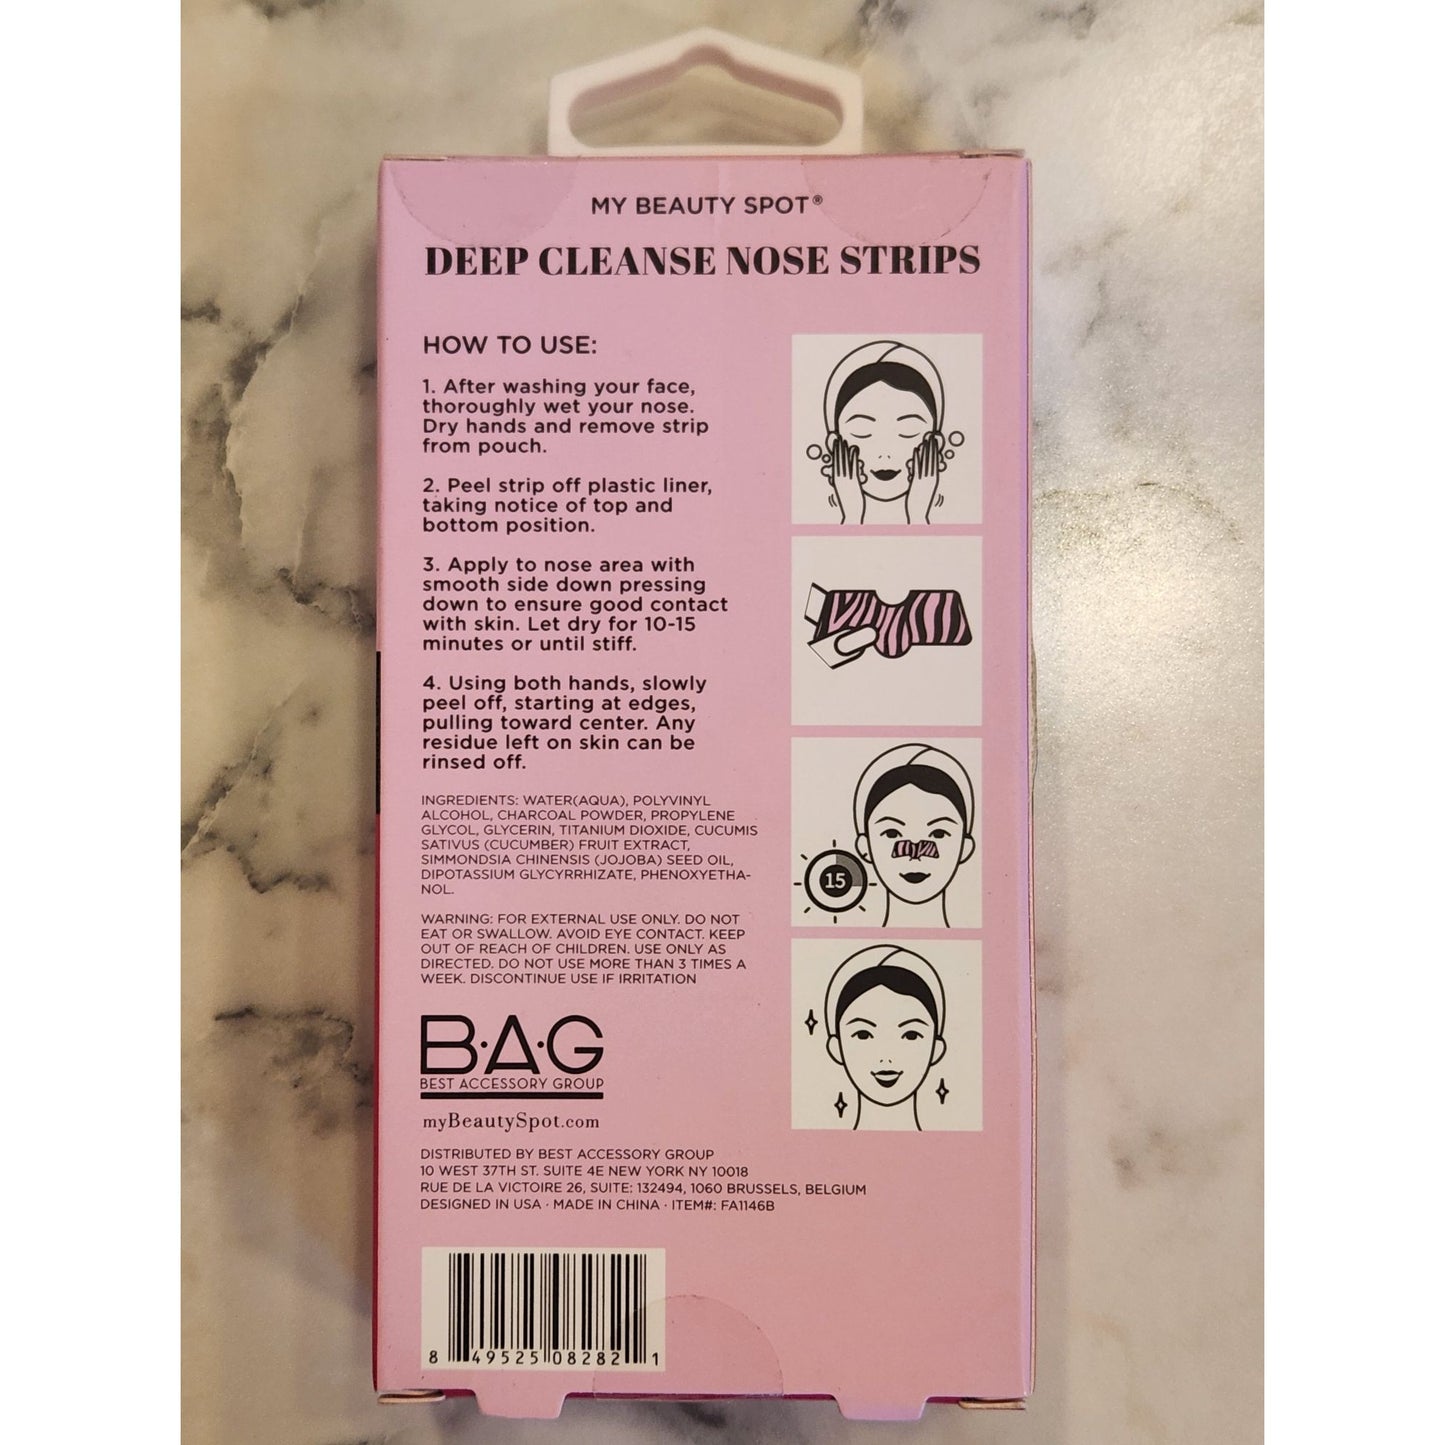 MY BEAUTY SPOT®
DEEP CLEANSE NOSE STRIPS
HOW TO USE:
1. After washing your face,
thoroughly wet your nose.
Dry hands and remove strip
from pouch.
2. Peel strip off plastic liner,
taking notice of top and
bottom position.
3. Apply to nose area with
smooth side down pressing
down to ensure good contact
with skin. Let dry for 10-15
minutes or until stiff.
4. Using both hands, slowly
peel off, starting at edges,
pulling toward center. Any
residue left on skin can be
rinsed off.
15
INGREDIENTS: WATER(AQUA), POLYVINYL
ALCOHOL, CHARCOAL POWDER, PROPYLENE
GLYCOL, GLYCERIN, TITANIUM DIOXIDE, CUCUMIS
SATIVUS (CUCUMBER) FRUIT EXTRACT,
SIMMONDSIA CHINENSIS (JOJOBA) SEED OIL,
DIPOTASSIUM GLYCYRRHIZATE, PHENOXYETHA-
NOL.
WARNING: FOR EXTERNAL USE ONLY. DO NOT
EAT OR SWALLOW. AVOID EYE CONTACT. KEEP
OUT OF REACH OF CHILDREN. USE ONLY AS
DIRECTED. DO NOT USE MORE THAN 3 TIMES A
WEEK. DISCONTINUE USE IF IRRITATION
B·A·G
BEST ACCESSORY GROUP
myBeautySpot.com
DISTRIBUTED BY BEST ACCESSORY GROUP
10 WEST 37TH ST. SUITE 4E NEW YORK NY 10018
RUE DE LA VICTOIRE 26, SUITE: 132494, 1060 BRUSSELS, BELGIUM
DESIGNED IN USA · MADE IN CHINA · ITEM#: FA1146B
8 49525 08282 1